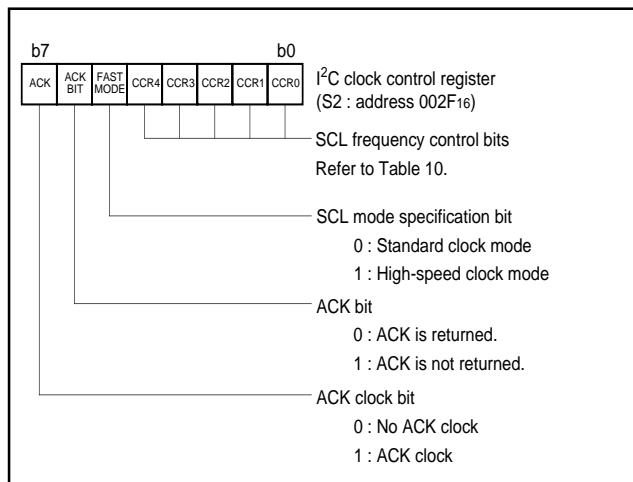 b7 b0
ACK ACK BIT FAST MODE CCR4 CCR3 CCR2 CCR1 CCR0
I²C clock control register
(S2 : address 002F₁₆)
SCL frequency control bits
Refer to Table 10.
SCL mode specification bit
0 : Standard clock mode
1 : High-speed clock mode
ACK bit
0 : ACK is returned.
1 : ACK is not returned.
ACK clock bit
0 : No ACK clock
1 : ACK clock